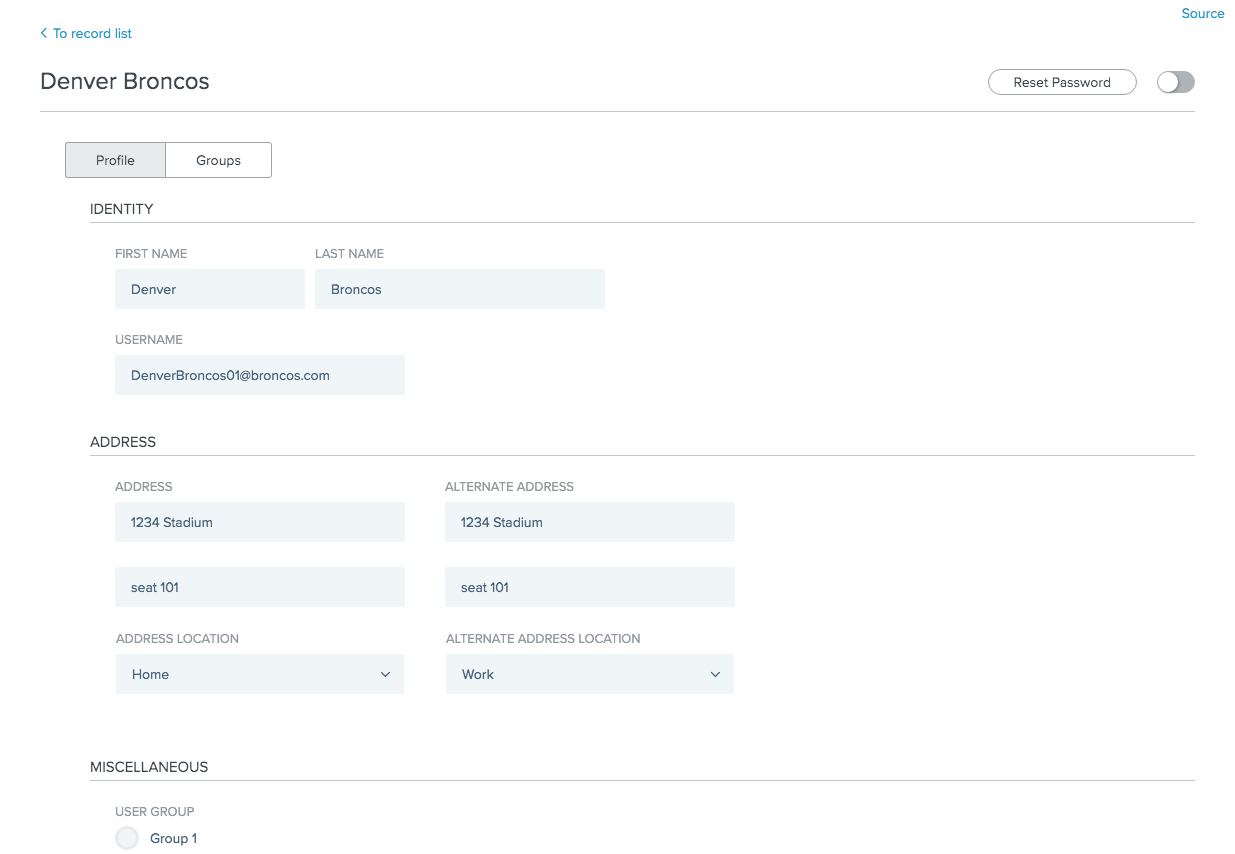 Source
To record list
Denver Broncos
Reset Password
Profile Groups
IDENTITY
FIRST NAME LAST NAME
Denver Broncos
USERNAME
DenverBroncos01@broncos.com
ADDRESS
ADDRESS ALTERNATE ADDRESS
1234 Stadium 1234 Stadium
seat 101 seat 101
ADDRESS LOCATION ALTERNATE ADDRESS LOCATION
Home Work
MISCELLANEOUS
USER GROUP
Group 1